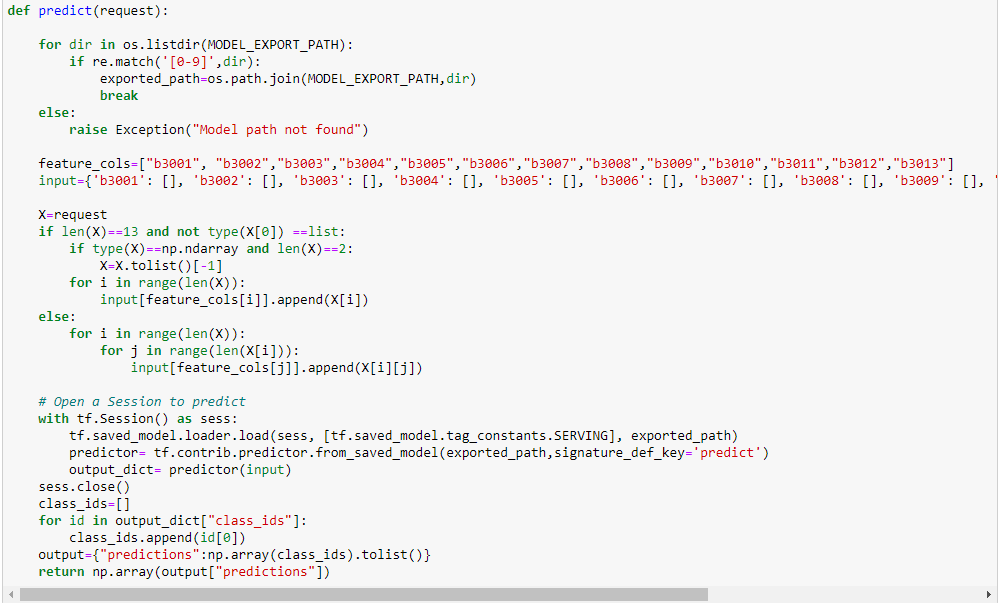 def predict(request):
for dir in os.listdir(MODEL_EXPORT_PATH):
if re.match('[0-9]',dir):
exported_path=os.path.join(MODEL_EXPORT_PATH,dir)
break
else:
raise Exception("Model path not found")
feature_cols=["b3001", "b3002","b3003","b3004","b3005","b3006","b3007","b3008","b3009","b3010","b3011","b3012","b3013"]
input={'b3001': [], 'b3002': [], 'b3003': [], 'b3004': [], 'b3005': [], 'b3006': [], 'b3007': [], 'b3008': [], 'b3009': [], '
X=request
if len(X)==13 and not type(X[0]) ==list:
if type(X)==np.ndarray and len(X)==2:
X=X.tolist()[-1]
for i in range(len(X)):
input[feature_cols[i]].append(X[i])
else:
for i in range(len(X)):
for j in range(len(X[i])):
input[feature_cols[j]].append(X[i][j])
# Open a Session to predict
with tf.Session() as sess:
tf.saved_model.loader.load(sess, [tf.saved_model.tag_constants.SERVING], exported_path)
predictor= tf.contrib.predictor.from_saved_model(exported_path,signature_def_key='predict')
output_dict= predictor(input)
sess.close()
class_ids=[]
for id in output_dict["class_ids"]:
class_ids.append(id[0])
output={"predictions":np.array(class_ids).tolist()}
return np.array(output["predictions"])